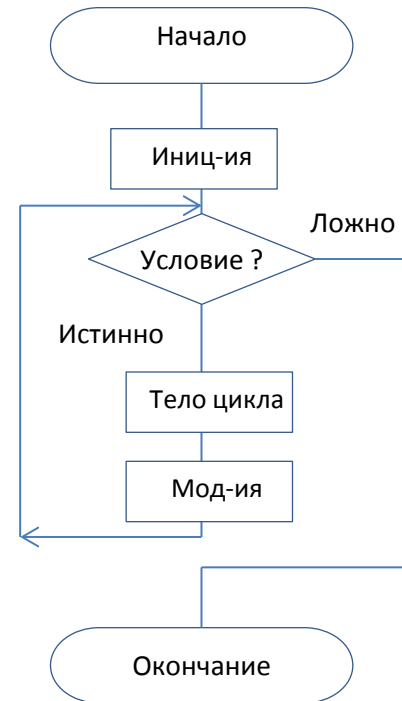 Начало
Иниц-ия
Ложно
Условие ?
Истинно
Тело цикла
Мод-ия
Окончание